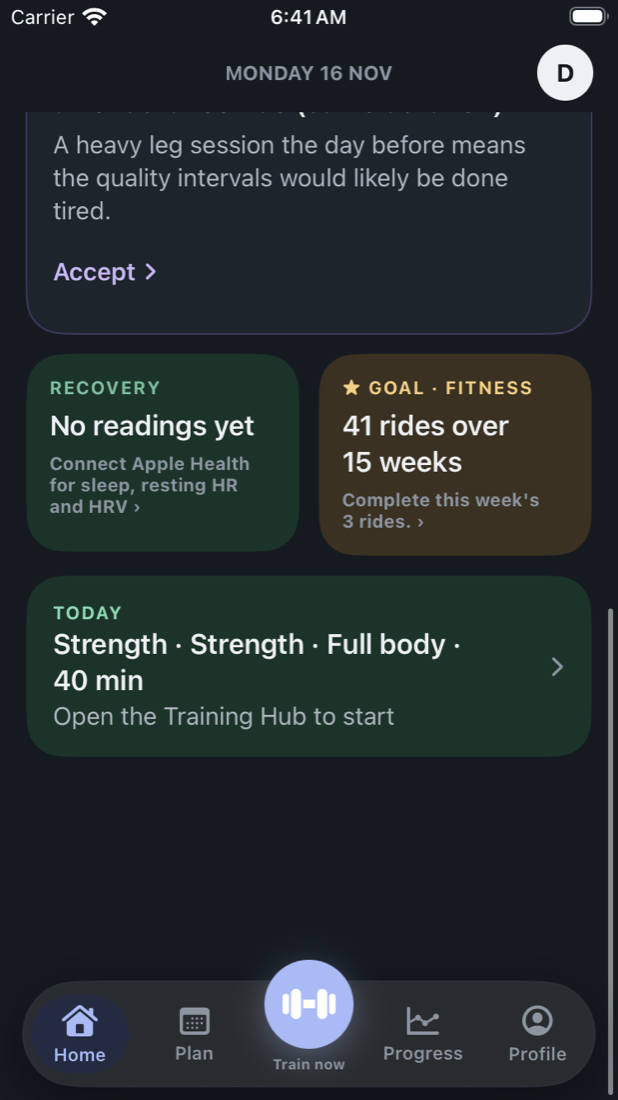 Carrier
6:41 AM
MONDAY 16 NOV
D
A heavy leg session the day before means
the quality intervals would likely be done
tired.
Accept >
RECOVERY
No readings yet
Connect Apple Health
for sleep, resting HR
and HRV ›
GOAL · FITNESS
41 rides over
15 weeks
Complete this week's
3 rides. ›
TODAY
Strength · Strength · Full body ·
40 min
Open the Training Hub to start
Home
Plan
Train now
Progress
Profile